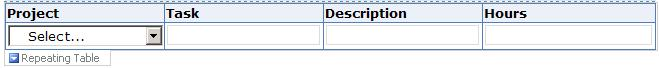 Project Task Description Hours
Select...
Repeating Table